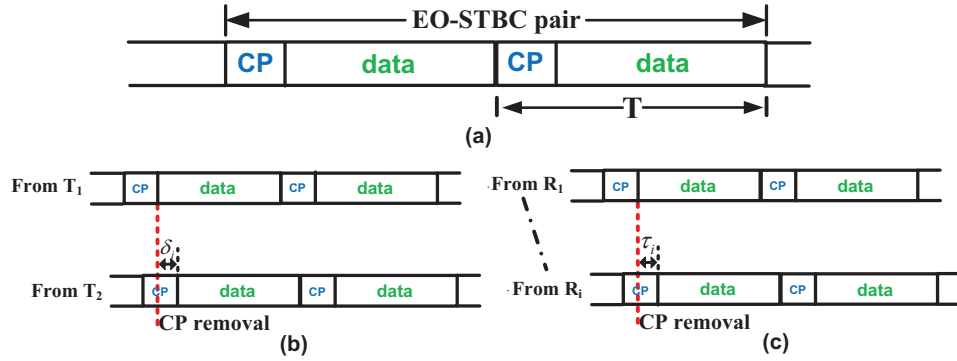 EO-STBC pair
CP data CP data
T
(a)
From T₁ CP data CP data
δᵢ
From T₂ CP data CP data
CP removal
(b)
From R₁ CP data CP data
τᵢ
From Rᵢ CP data CP data
CP removal
(c)